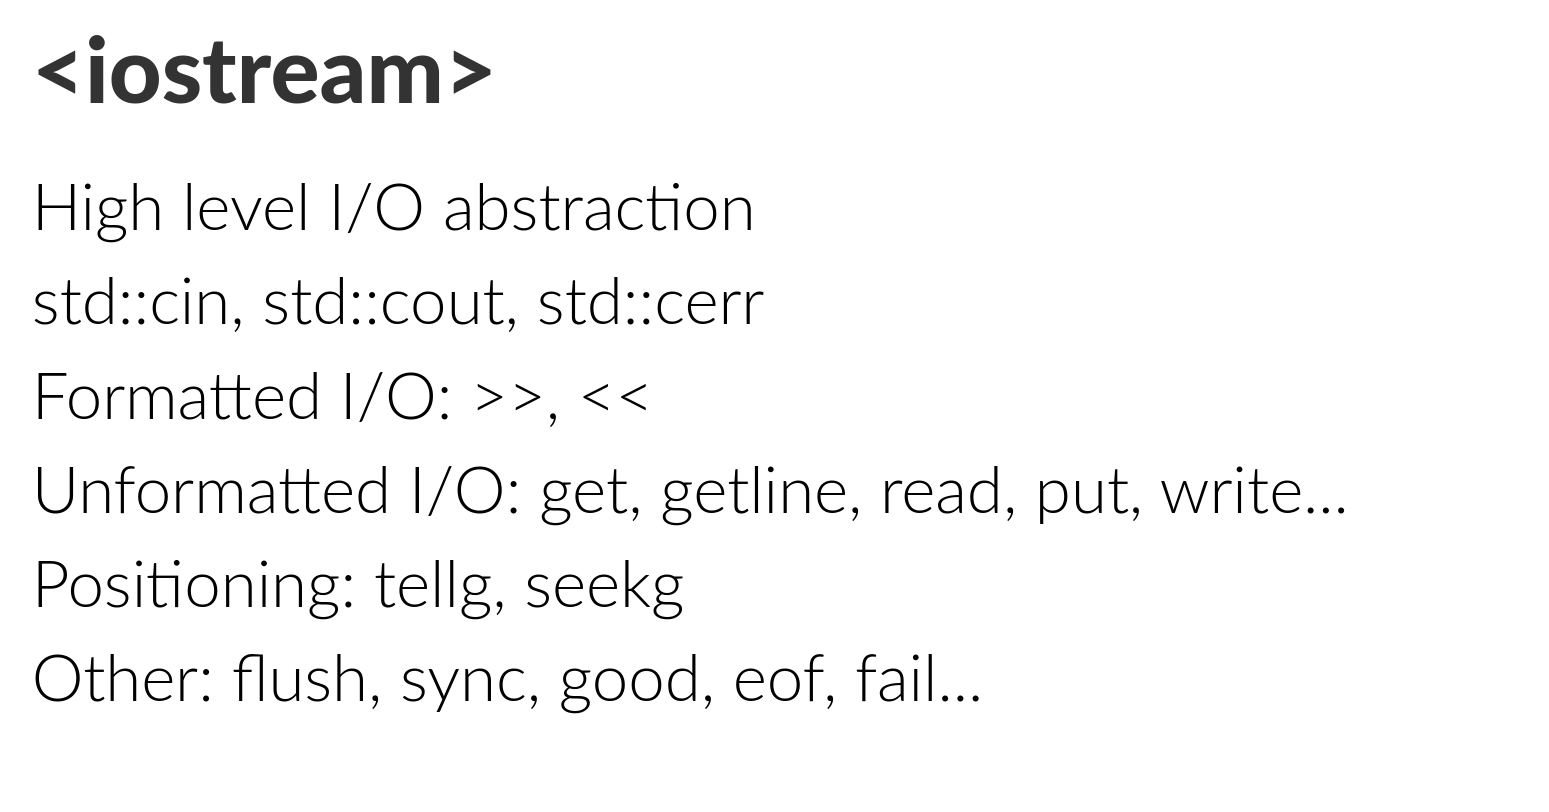 <iostream>
High level I/O abstraction
std::cin, std::cout, std::cerr
Formatted I/O: >>, <<
Unformatted I/O: get, getline, read, put, write...
Positioning: tellg, seekg
Other: flush, sync, good, eof, fail...